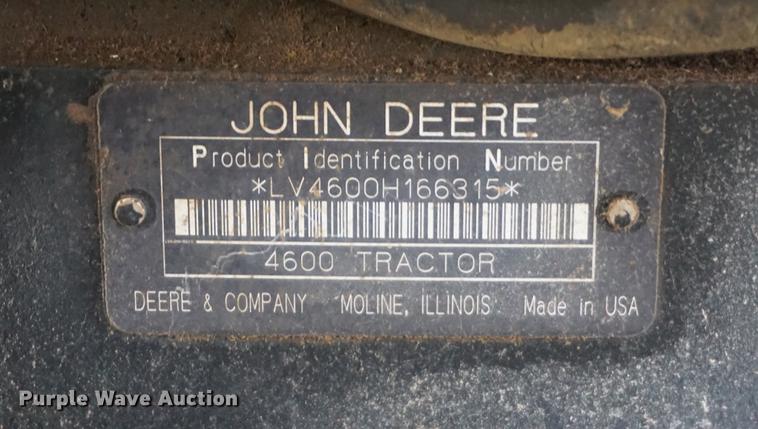 JOHN DEERE
Product Identification Number
*LV4600H166315*
4600 TRACTOR
DEERE & COMPANY MOLINE, ILLINOIS Made in USA
Purple Wave Auction